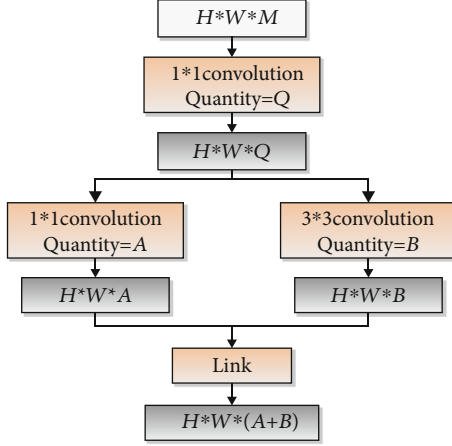 H*W*M
1*1convolution
Quantity=Q
H*W*Q
1*1convolution
Quantity=A
3*3convolution
Quantity=B
H*W*A
H*W*B
Link
H*W*(A+B)